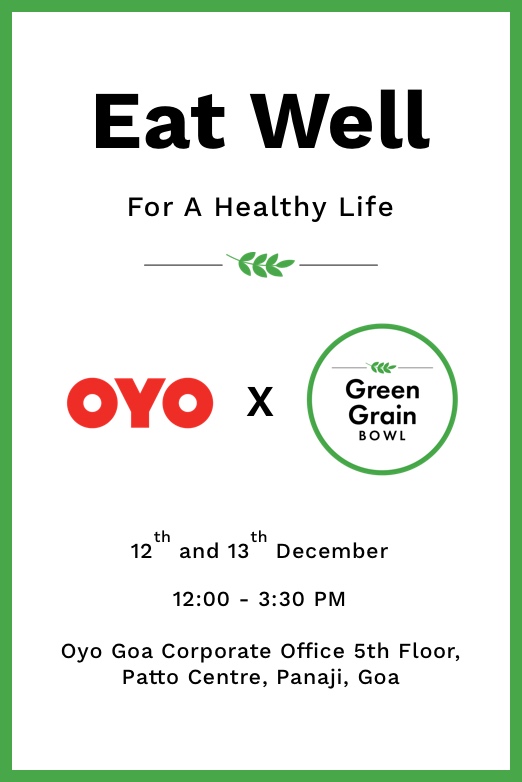 Eat Well
For A Healthy Life
OYO X Green Grain BOWL
12th and 13th December
12:00 - 3:30 PM
Oyo Goa Corporate Office 5th Floor,
Patto Centre, Panaji, Goa